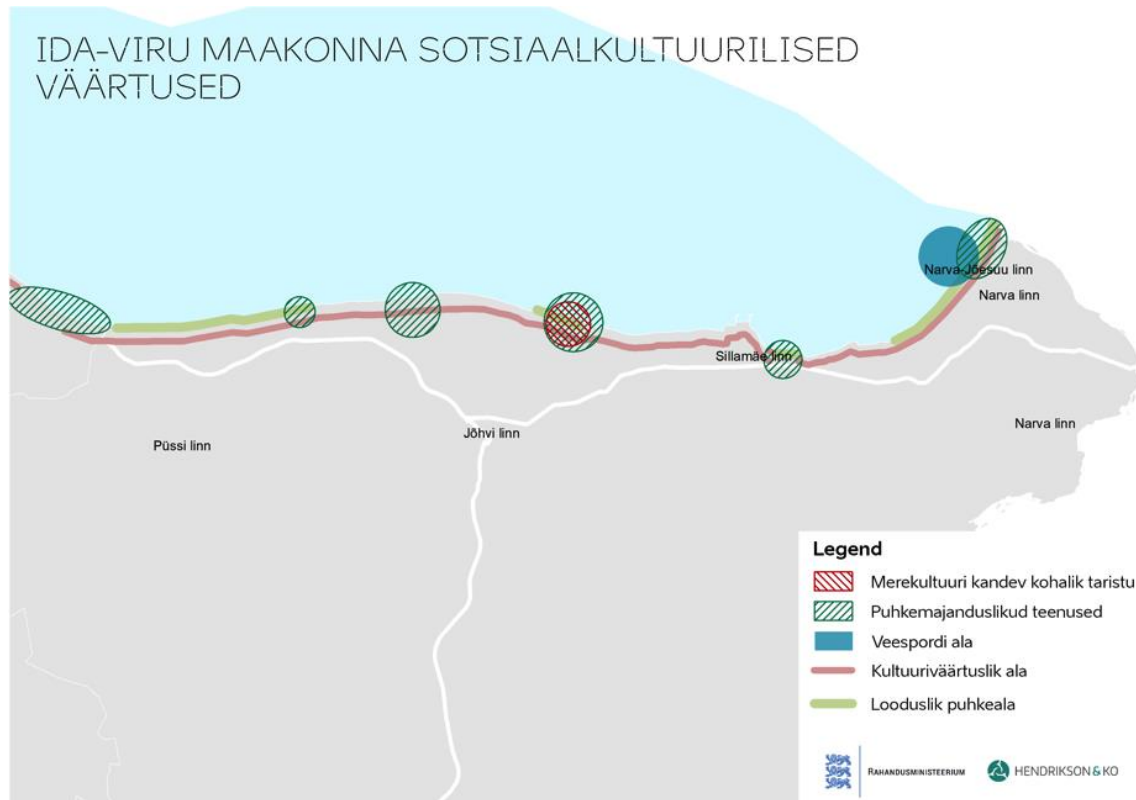 IDA-VIRU MAAKONNA SOTSIAALKULTUURILISED
VÄÄRTUSED
Narva-Jõesuu linn
Narva linn
Sillamäe linn
Jõhvi linn
Narva linn
Püssi linn
Legend
Merekultuuri kandev kohalik taristu
Puhkemajanduslikud teenused
Veespordi ala
Kultuuriväärtuslik ala
Looduslik puhkeala
RAHANDUSMINISTEERIUM
HENDRIKSON & KO